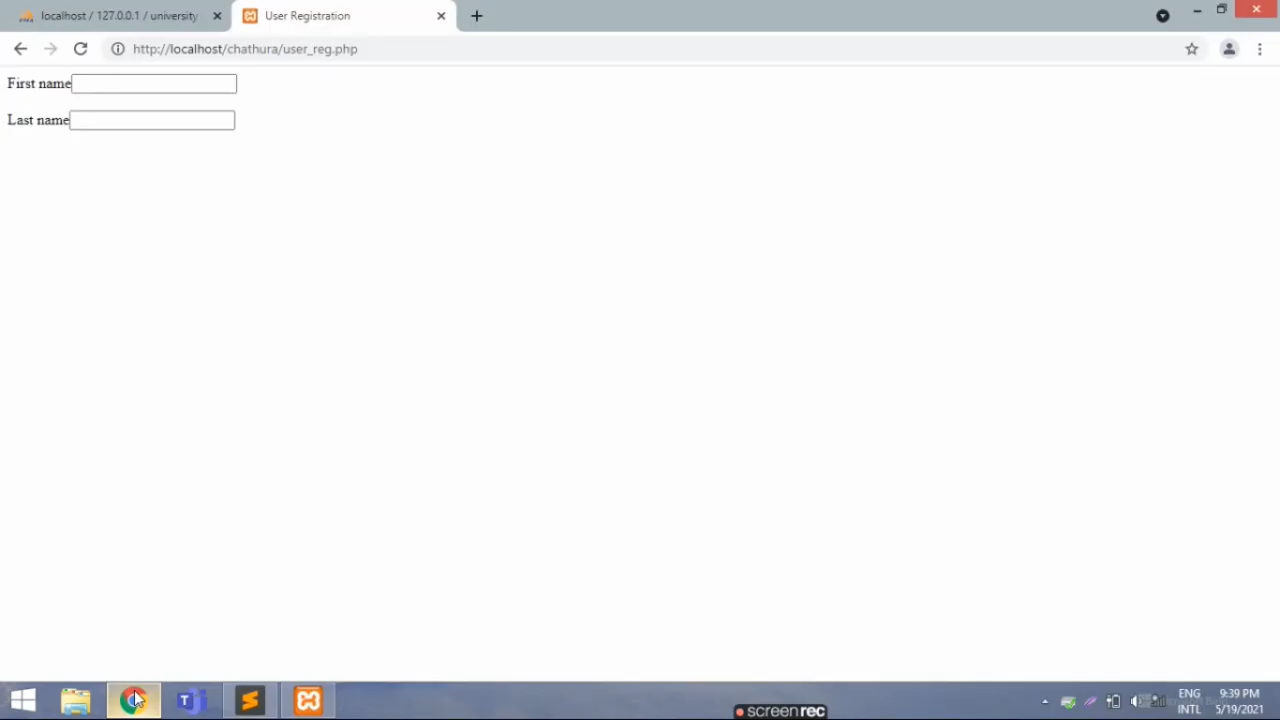 localhost / 127.0.0.1 / university
User Registration
http://localhost/chathura/user_reg.php
First name
Last name
ENG
INTL
9:39 PM
5/19/2021
screenrec